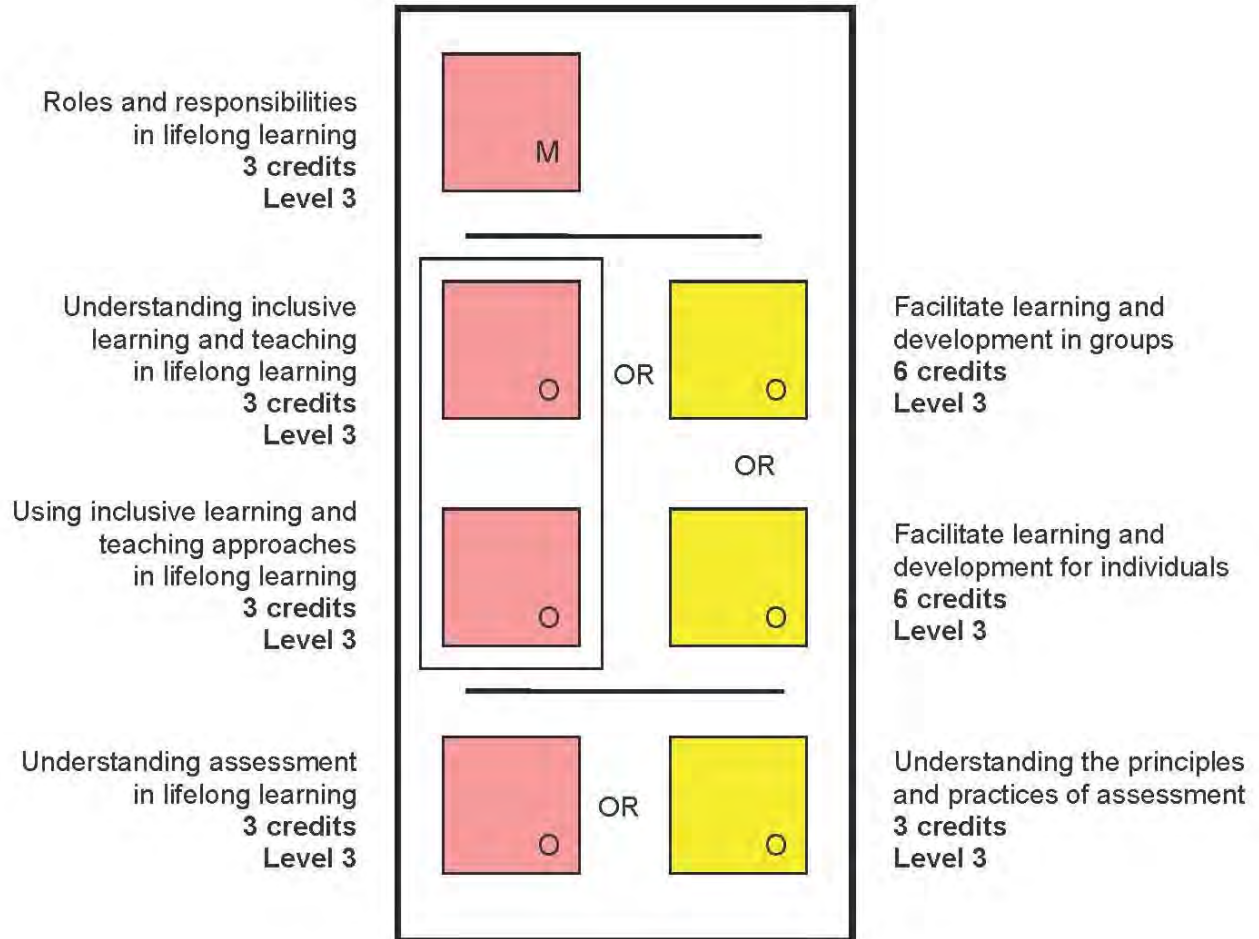 Roles and responsibilities
in lifelong learning
3 credits
Level 3
M
Understanding inclusive
learning and teaching
in lifelong learning
3 credits
Level 3
O
OR
O
Facilitate learning and
development in groups
6 credits
Level 3
OR
Using inclusive learning and
teaching approaches
in lifelong learning
3 credits
Level 3
O
O
Facilitate learning and
development for individuals
6 credits
Level 3
Understanding assessment
in lifelong learning
3 credits
Level 3
O
OR
O
Understanding the principles
and practices of assessment
3 credits
Level 3